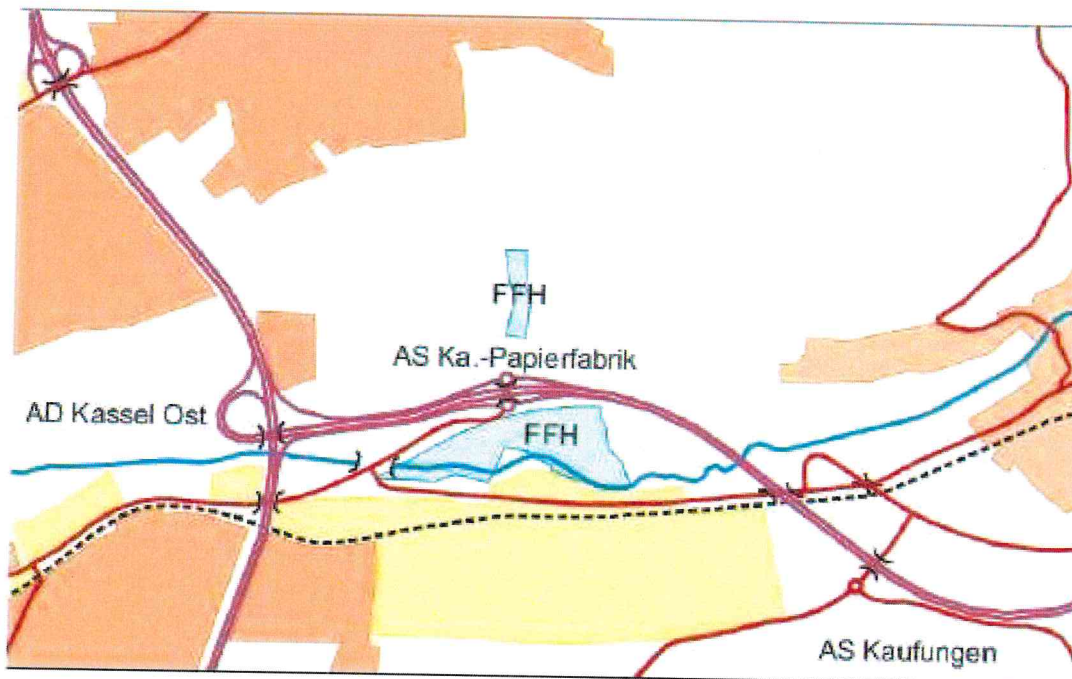 FFH
AS Ka.-Papierfabrik
AD Kassel Ost
FFH
AS Kaufungen